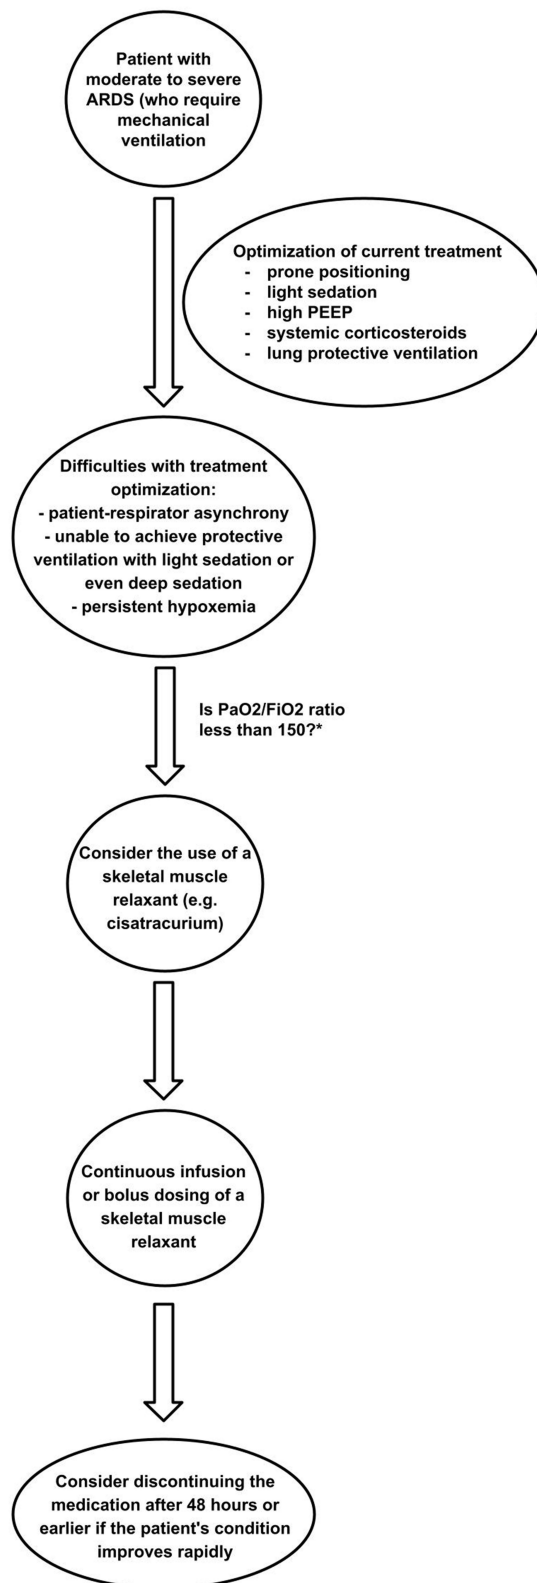 Patient with
moderate to severe
ARDS (who require
mechanical
ventilation
Optimization of current treatment
- prone positioning
- light sedation
- high PEEP
- systemic corticosteroids
- lung protective ventilation
Difficulties with treatment
optimization:
- patient-respirator asynchrony
- unable to achieve protective
ventilation with light sedation or
even deep sedation
- persistent hypoxemia
Is PaO2/FiO2 ratio
less than 150?*
Consider the use of a
skeletal muscle
relaxant (e.g.
cisatracurium)
Continuous infusion
or bolus dosing of a
skeletal muscle
relaxant
Consider discontinuing the
medication after 48 hours or
earlier if the patient's condition
improves rapidly